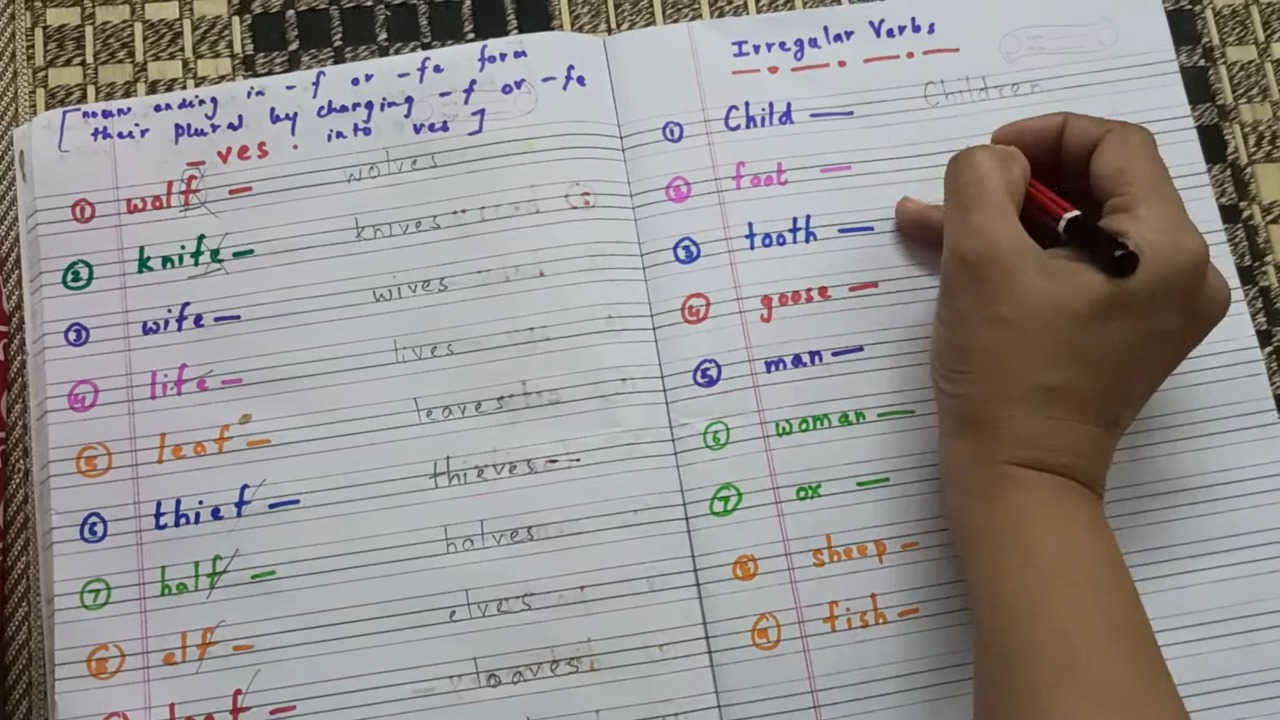 [noun ending in -f or -fe form
their plural by changing -f or -fe
into ves]
- ves.
① wolf - wolves
② knife - knives
③ wife - wives
④ life - lives
⑤ leaf - leaves
⑥ thief - thieves
⑦ half - halves
⑧ elf - elves
loaf - loaves
Irregular Verbs
① Child - Children
② foot -
③ tooth -
④ goose -
⑤ man -
⑥ woman -
⑦ ox -
⑧ sheep -
⑨ fish -